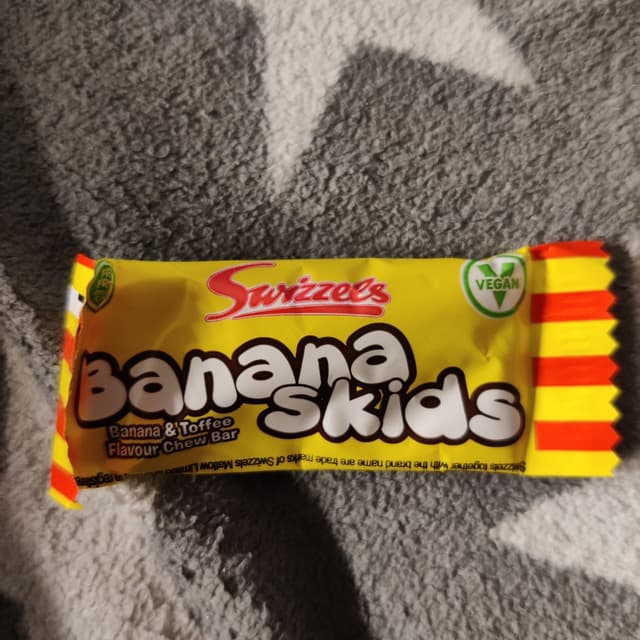 Swizzels
VEGAN
Banana
skids
Banana & Toffee
Flavour Chew Bar
Swizzels together with the brand name are trade marks of Swizzels Matlow Limited